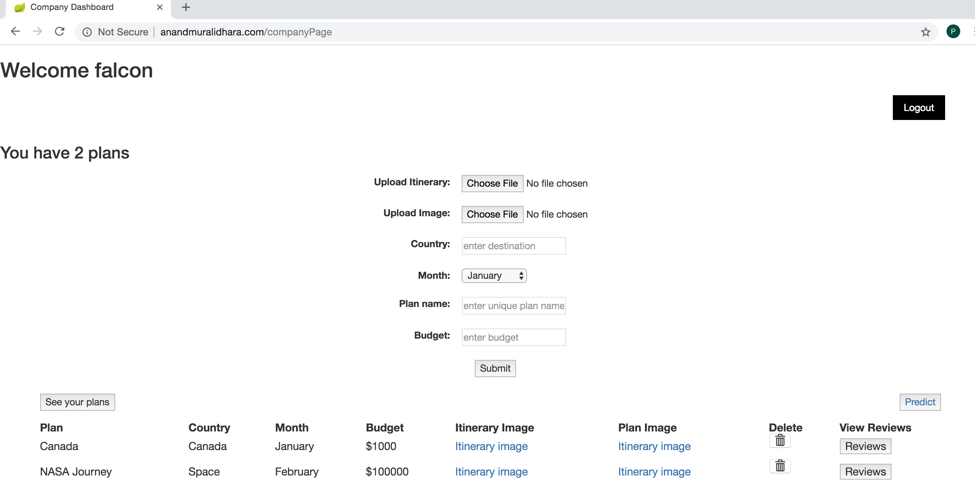 Company Dashboard
Not Secure | anandmuralidhara.com/companyPage
P
Welcome falcon
Logout
You have 2 plans
Upload Itinerary: Choose File No file chosen
Upload Image: Choose File No file chosen
Country: enter destination
Month: January
Plan name: enter unique plan name
Budget: enter budget
Submit
See your plans Predict
Plan Country Month Budget Itinerary Image Plan Image Delete View Reviews
Canada Canada January $1000 Itinerary image Itinerary image Reviews
NASA Journey Space February $100000 Itinerary image Itinerary image Reviews